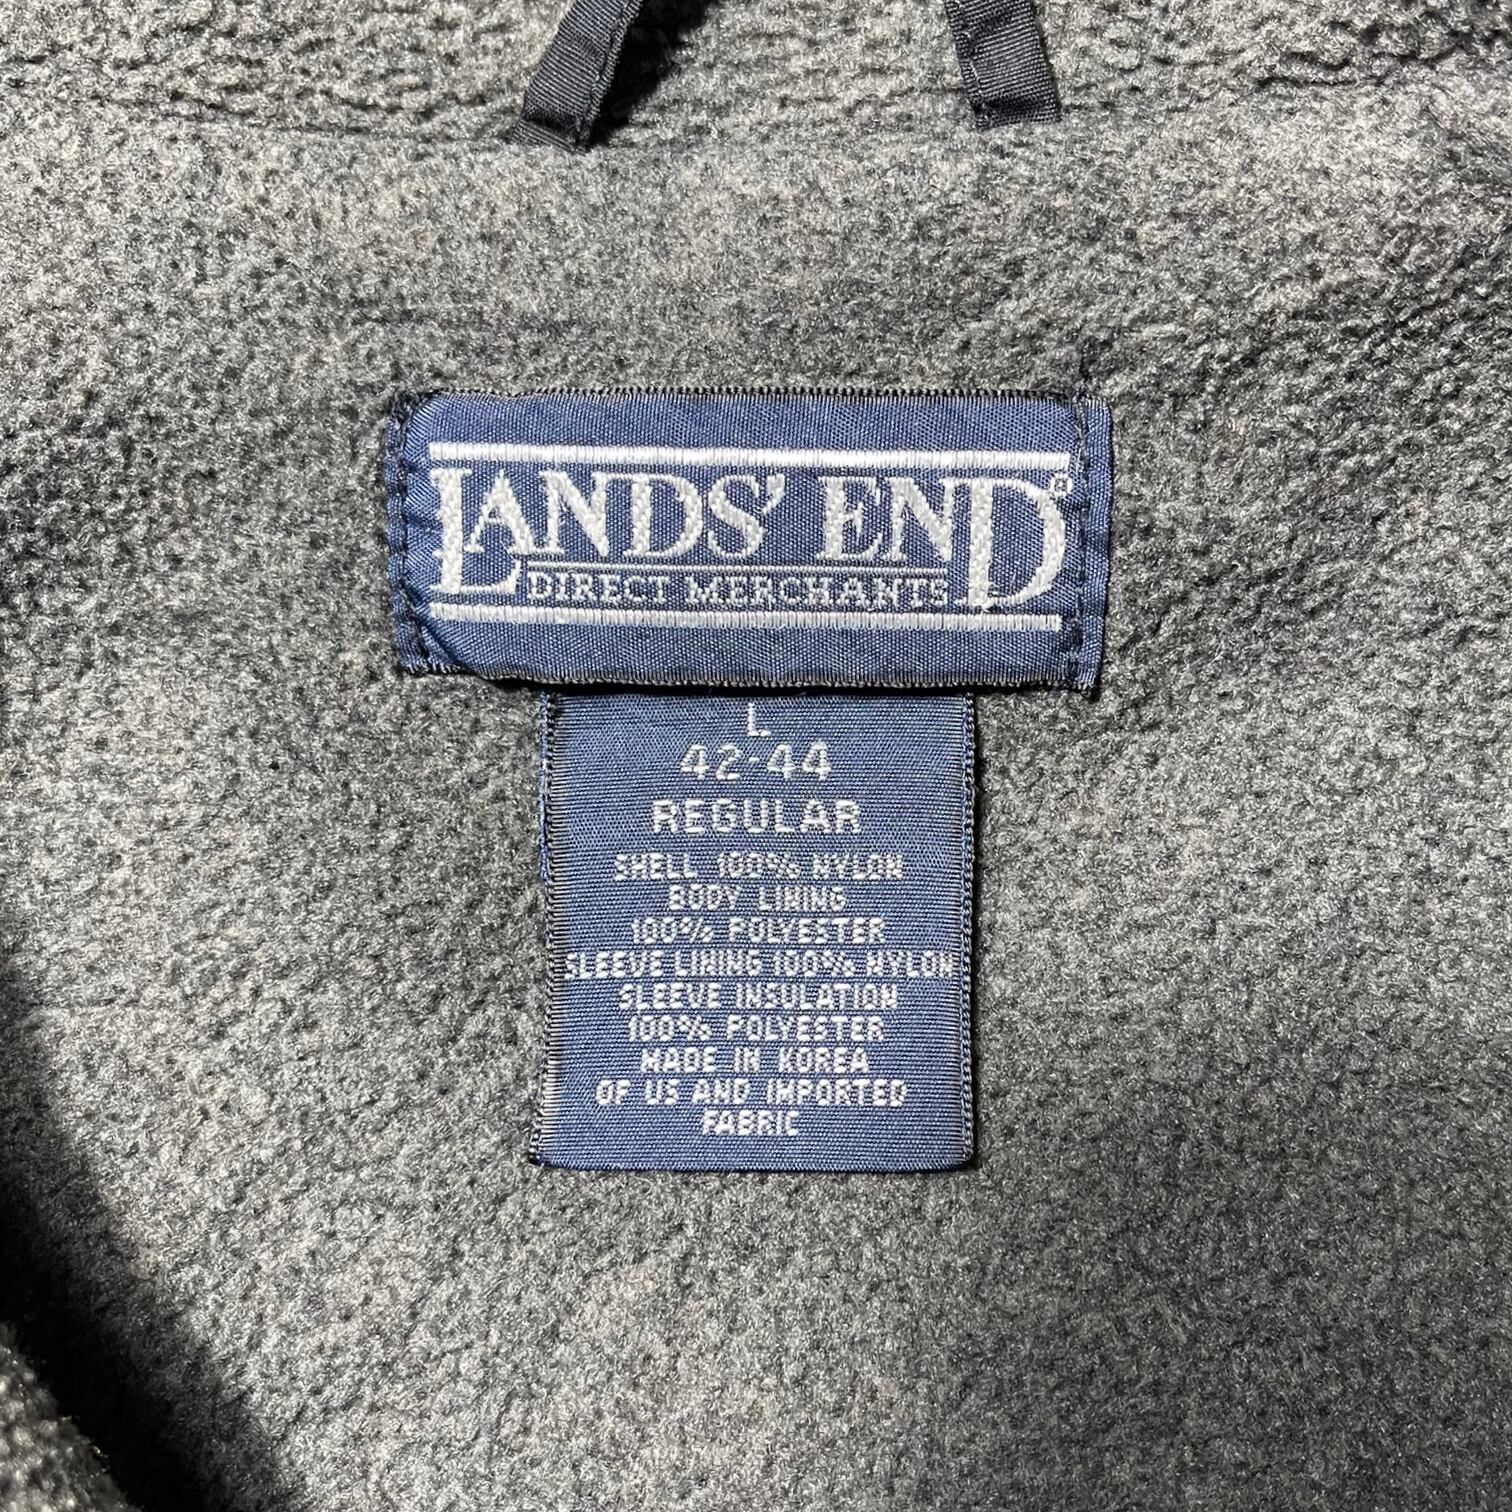 LANDS' END®
DIRECT MERCHANTS
L
42-44
REGULAR
SHELL 100% NYLON
BODY LINING
100% POLYESTER
SLEEVE LINING 100% NYLON
SLEEVE INSULATION
100% POLYESTER
MADE IN KOREA
OF US AND IMPORTED
FABRIC